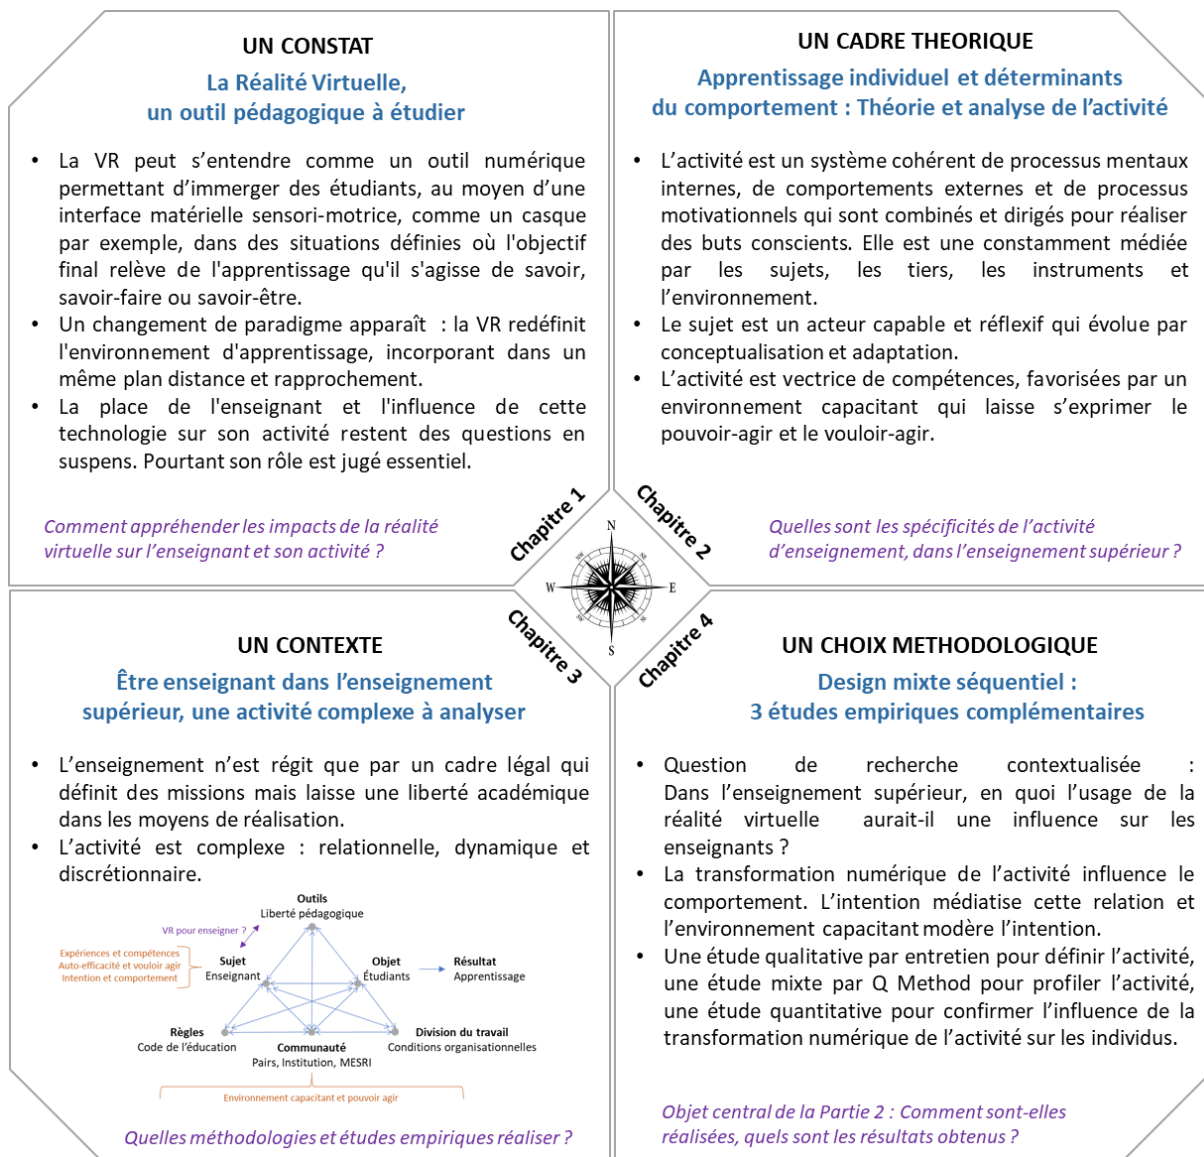 UN CONSTAT
La Réalité Virtuelle,
un outil pédagogique à étudier
• La VR peut s’entendre comme un outil numérique
permettant d’immerger des étudiants, au moyen d’une
interface matérielle sensori-motrice, comme un casque
par exemple, dans des situations définies où l'objectif
final relève de l'apprentissage qu'il s'agisse de savoir,
savoir-faire ou savoir-être.
• Un changement de paradigme apparaît : la VR redéfinit
l'environnement d'apprentissage, incorporant dans un
même plan distance et rapprochement.
• La place de l'enseignant et l'influence de cette
technologie sur son activité restent des questions en
suspens. Pourtant son rôle est jugé essentiel.
Comment appréhender les impacts de la réalité
virtuelle sur l’enseignant et son activité ?
Chapitre 1
UN CADRE THEORIQUE
Apprentissage individuel et déterminants
du comportement : Théorie et analyse de l’activité
• L’activité est un système cohérent de processus mentaux
internes, de comportements externes et de processus
motivationnels qui sont combinés et dirigés pour réaliser
des buts conscients. Elle est une constamment médiée
par les sujets, les tiers, les instruments et
l’environnement.
• Le sujet est un acteur capable et réflexif qui évolue par
conceptualisation et adaptation.
• L’activité est vectrice de compétences, favorisées par un
environnement capacitant qui laisse s’exprimer le
pouvoir-agir et le vouloir-agir.
Quelles sont les spécificités de l’activité
d’enseignement, dans l’enseignement supérieur ?
Chapitre 2
N
NW
NE
W
E
SW
SE
S
UN CONTEXTE
Être enseignant dans l’enseignement
supérieur, une activité complexe à analyser
Chapitre 3
• L’enseignement n’est régit que par un cadre légal qui
définit des missions mais laisse une liberté académique
dans les moyens de réalisation.
• L’activité est complexe : relationnelle, dynamique et
discrétionnaire.
Outils
Liberté pédagogique
VR pour enseigner ?
Expériences et compétences
Auto-efficacité et vouloir agir
Intention et comportement
Sujet
Enseignant
Objet
Étudiants
Résultat
Apprentissage
Règles
Code de l’éducation
Communauté
Pairs, Institution, MESRI
Division du travail
Conditions organisationnelles
Environnement capacitant et pouvoir agir
Quelles méthodologies et études empiriques réaliser ?
UN CHOIX METHODOLOGIQUE
Design mixte séquentiel :
3 études empiriques complémentaires
Chapitre 4
• Question de recherche contextualisée :
Dans l’enseignement supérieur, en quoi l’usage de la
réalité virtuelle aurait-il une influence sur les
enseignants ?
• La transformation numérique de l’activité influence le
comportement. L’intention médiatise cette relation et
l’environnement capacitant modère l’intention.
• Une étude qualitative par entretien pour définir l’activité,
une étude mixte par Q Method pour profiler l’activité,
une étude quantitative pour confirmer l’influence de la
transformation numérique de l’activité sur les individus.
Objet central de la Partie 2 : Comment sont-elles
réalisées, quels sont les résultats obtenus ?